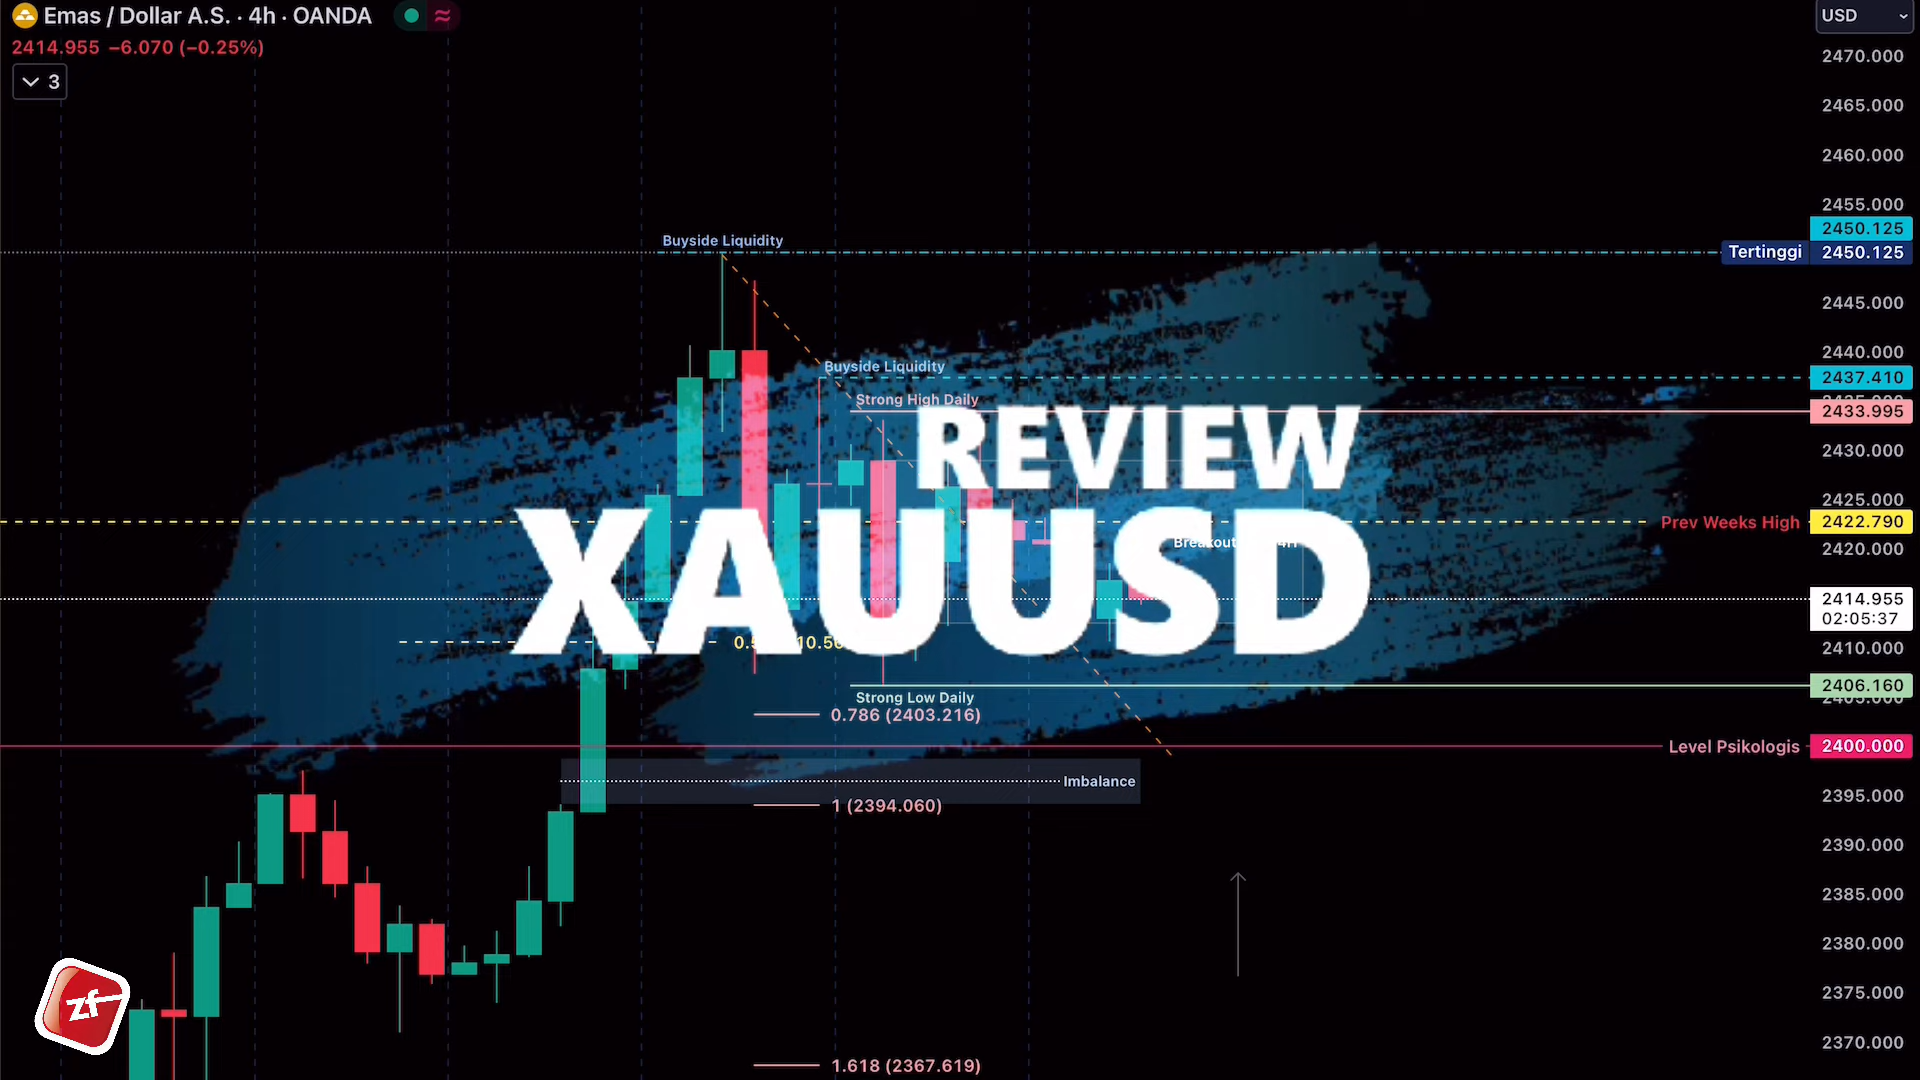 Emas / Dollar A.S. · 4h · OANDA
2414.955 −6.070 (−0.25%)
3
USD
2470.000
2465.000
2460.000
2455.000
2450.125
Buyside Liquidity
Tertinggi 2450.125
2445.000
2440.000
Buyside Liquidity
2437.410
Strong High Daily
2433.995
REVIEW
2430.000
2425.000
XAUUSD
Prev Weeks High 2422.790
Breakout
2420.000
2414.955
02:05:37
2410.000
2406.160
Strong Low Daily
0.786 (2403.216)
Level Psikologis 2400.000
Imbalance
2395.000
1 (2394.060)
2390.000
2385.000
2380.000
2375.000
zf
2370.000
1.618 (2367.619)